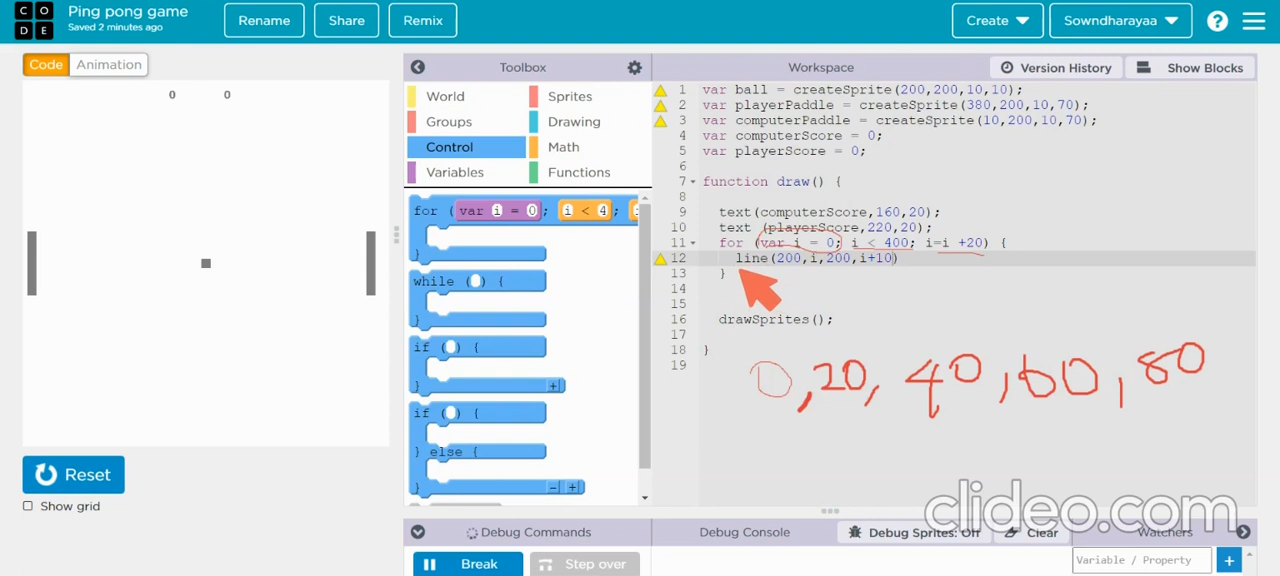 CODE
Ping pong game
Saved 2 minutes ago
Rename
Share
Remix
Create
Sowndharayaa
?
Code
Animation
Toolbox
Workspace
Version History
Show Blocks
0 0
World
Sprites
Groups
Drawing
Control
Math
Variables
Functions
for ( var i = 0 ; i < 4 ; i
}
while ( ) {
}
if ( ) {
} +
if ( ) {
} else {
} - +
1 var ball = createSprite(200,200,10,10);
2 var playerPaddle = createSprite(380,200,10,70);
3 var computerPaddle = createSprite(10,200,10,70);
4 var computerScore = 0;
5 var playerScore = 0;
6
7 function draw() {
8
9 text(computerScore,160,20);
10 text (playerScore,220,20);
11 for (var i = 0; i < 400; i=i +20) {
12 line(200,i,200,i+10)
13 }
14
15
16 drawSprites();
17
18 }
19
0, 20, 40, 60, 80
Reset
Show grid
clideo.com
Debug Commands
Debug Console
Debug Sprites: Off
Clear
Watchers
Break
Step over
Variable / Property
+